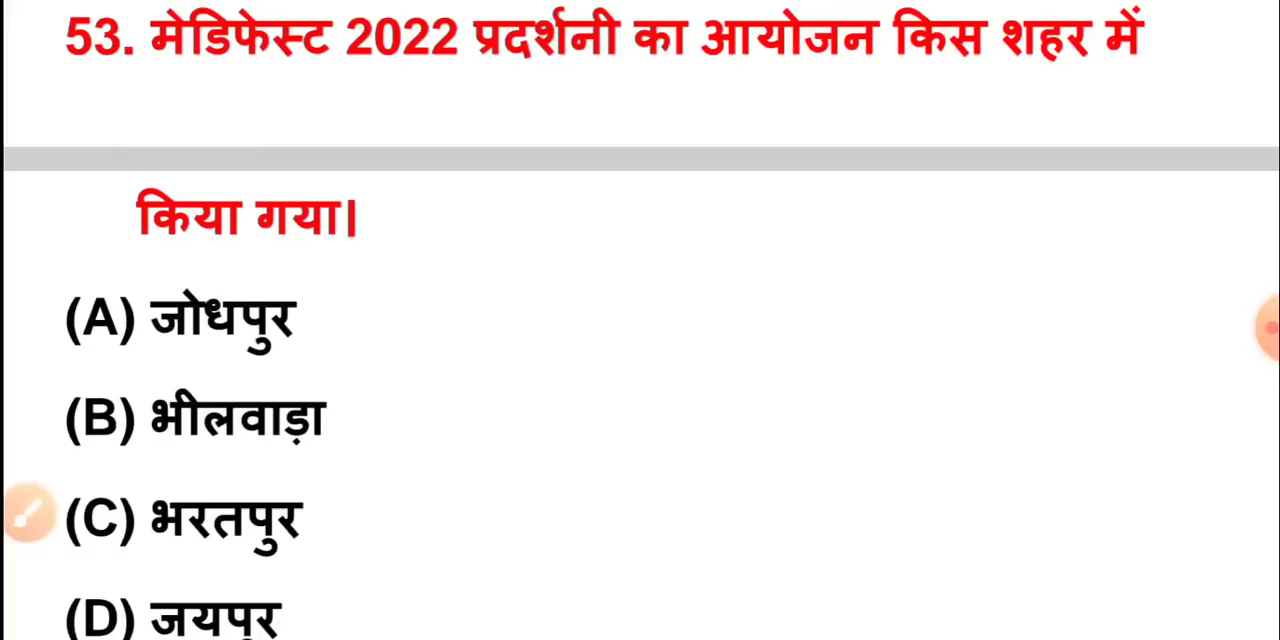 53. मेडिफेस्ट 2022 प्रदर्शनी का आयोजन किस शहर में
किया गया।
(A) जोधपुर
(B) भीलवाड़ा
(C) भरतपुर
(D) जयपुर